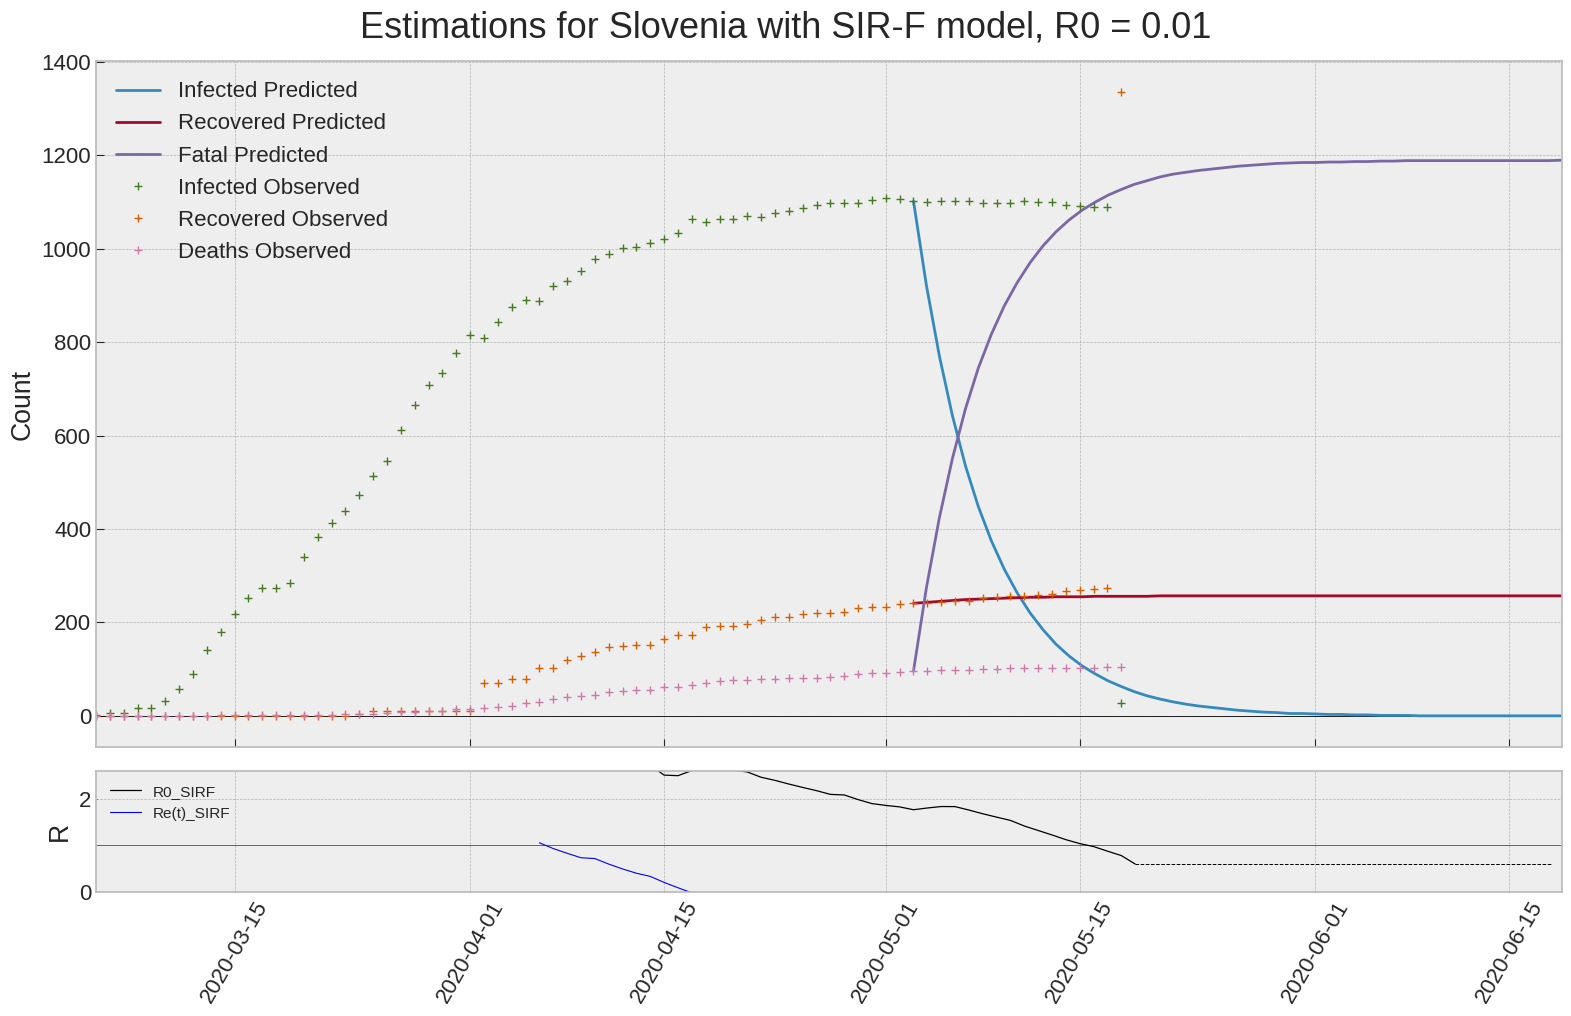 Estimations for Slovenia with SIR-F model, R0 = 0.01
1400
1200
1000
800
600
400
200
0
Count
Infected Predicted
Recovered Predicted
Fatal Predicted
Infected Observed
Recovered Observed
Deaths Observed
2
0
R
R0_SIRF
Re(t)_SIRF
2020-03-15
2020-04-01
2020-04-15
2020-05-01
2020-05-15
2020-06-01
2020-06-15